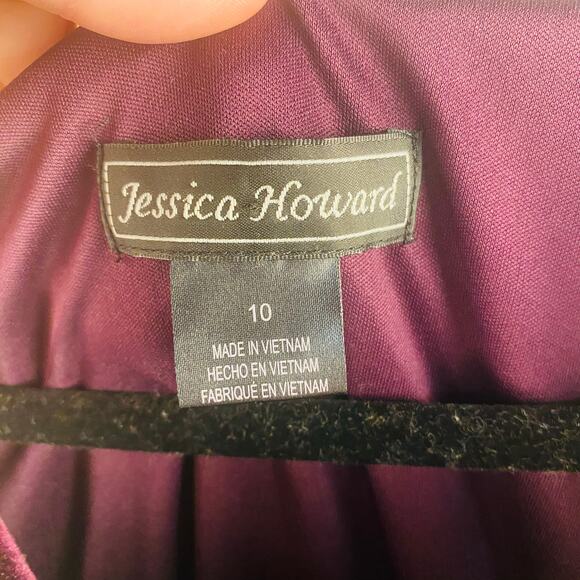 Jessica Howard
10
MADE IN VIETNAM
HECHO EN VIETNAM
FABRIQUÉ EN VIETNAM